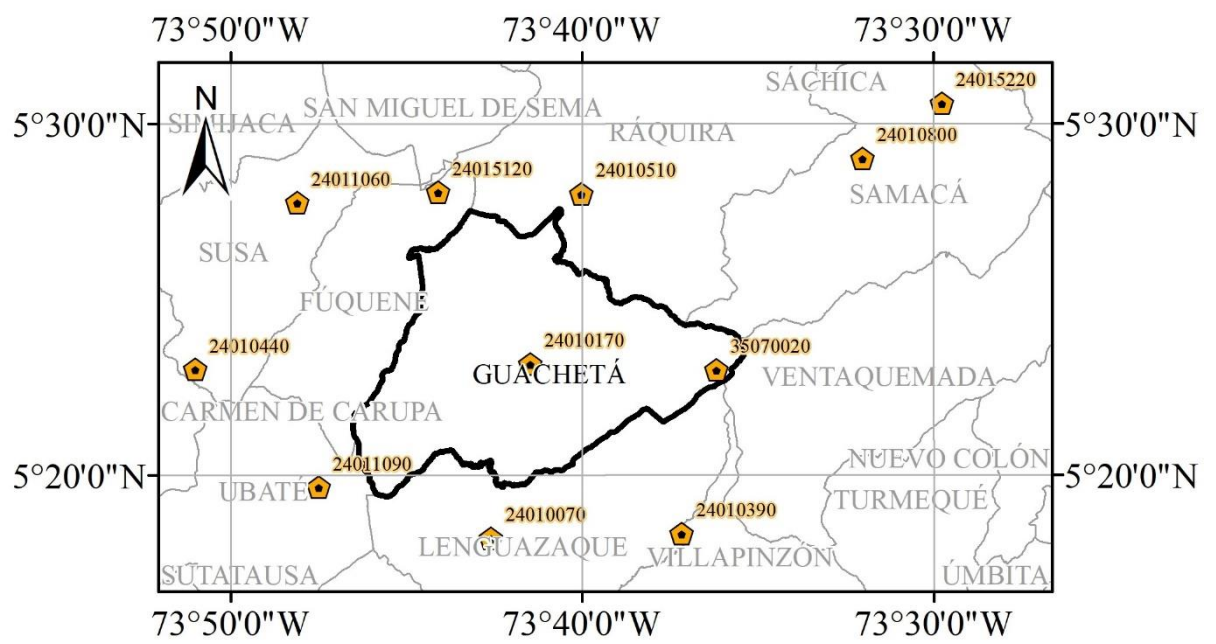 73°50'0"W 73°40'0"W 73°30'0"W
N
SÁCHICA
24015220
SAN MIGUEL DE SEMA
5°30'0"N SIMIJACA RÁQUIRA 24010800 5°30'0"N
24011060 24015120 24010510
SAMACÁ
SUSA
FÚQUENE
24010440 24010170 35070020
GUACHETÁ VENTAQUEMADA
CARMEN DE CARUPA
24011090 NUEVO COLÓN
5°20'0"N 5°20'0"N
UBATÉ TURMEQUÉ
24010070 24010390
LENGUAZAQUE VILLAPINZÓN
SUTATAUSA ÚMBITA
73°50'0"W 73°40'0"W 73°30'0"W